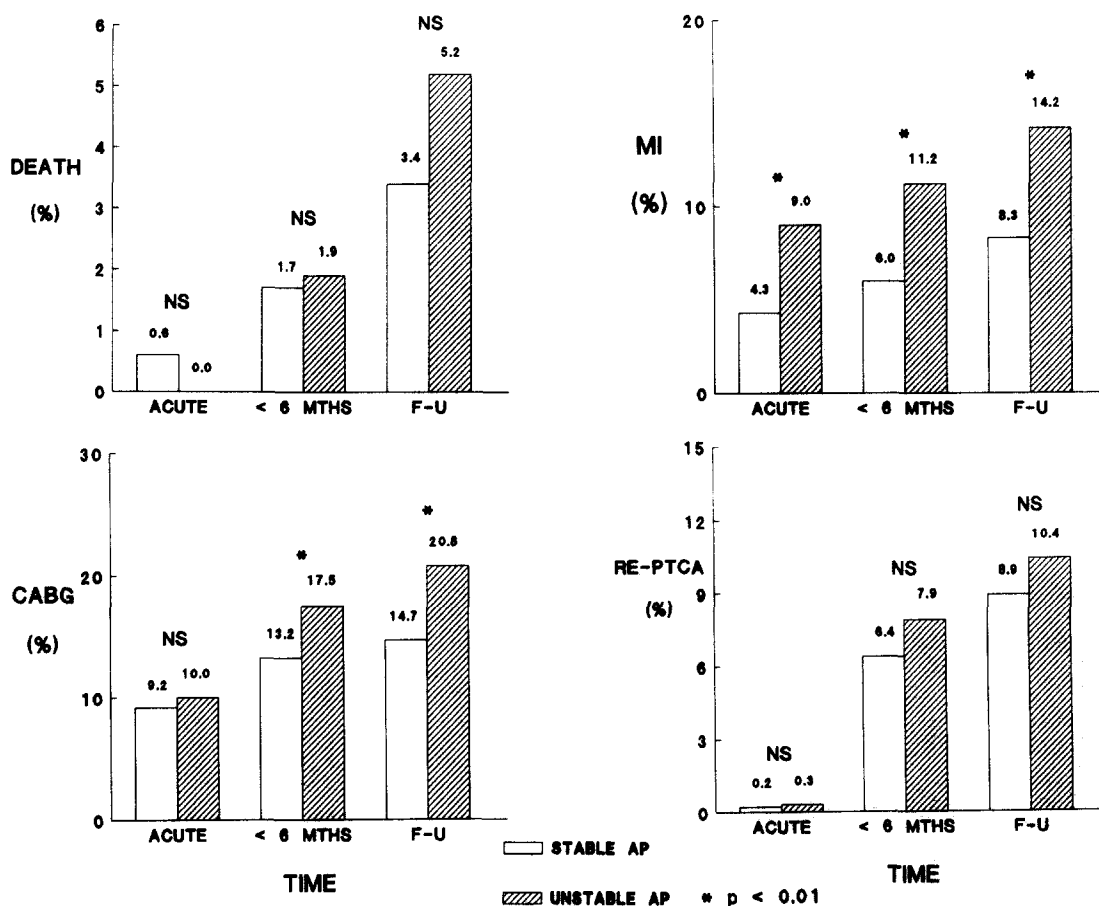 6
NS
5.2
5
4
3.4
DEATH
(%)
3
NS
2
1.7
1.9
NS
1
0.6
0.0
0
ACUTE
< 6 MTHS
F-U
20
*
14.2
*
11.2
MI
(%)
*
9.0
10
8.3
6.0
4.3
0
ACUTE
< 6 MTHS
F-U
30
*
20.8
*
17.5
20
CABG
(%)
14.7
13.2
NS
9.2
10.0
10
0
ACUTE
< 6 MTHS
F-U
TIME
15
12
NS
10.4
RE-PTCA
(%)
NS
8.9
9
7.9
6.4
6
3
NS
0.2
0.3
0
ACUTE
< 6 MTHS
F-U
TIME
STABLE AP
UNSTABLE AP * p < 0.01